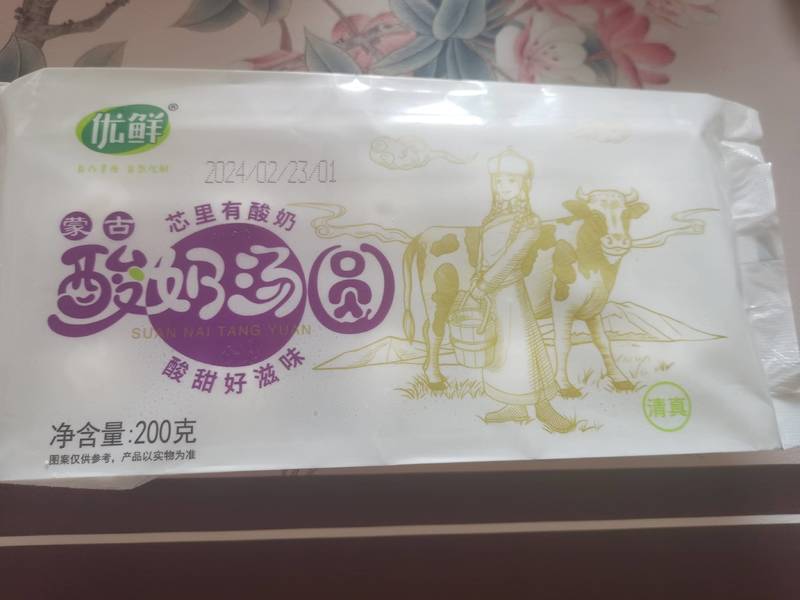 优鲜®
2024/02/23/01
芯里有酸奶
蒙古
酸奶汤圆
SUAN NAI TANG YUAN
酸甜好滋味
清真
净含量:200克
图案仅供参考，产品以实物为准